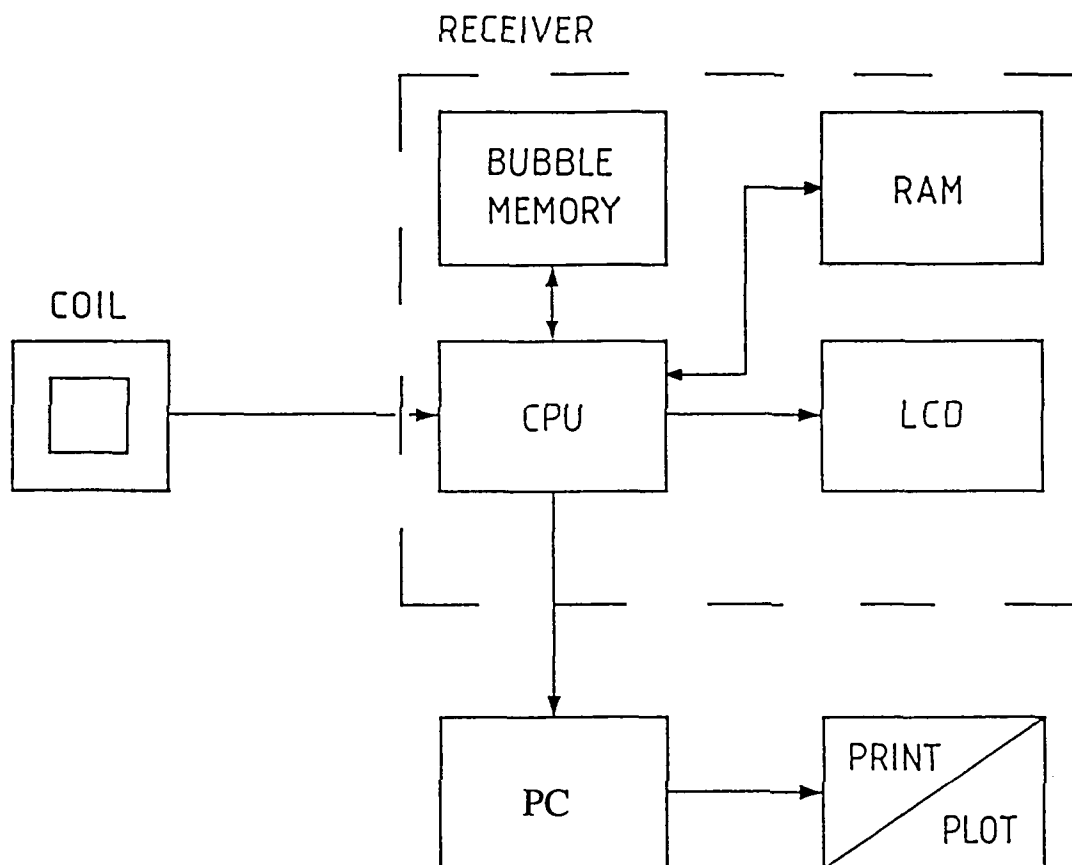 RECEIVER
BUBBLE
MEMORY
RAM
COIL
CPU
LCD
PC
PRINT
PLOT